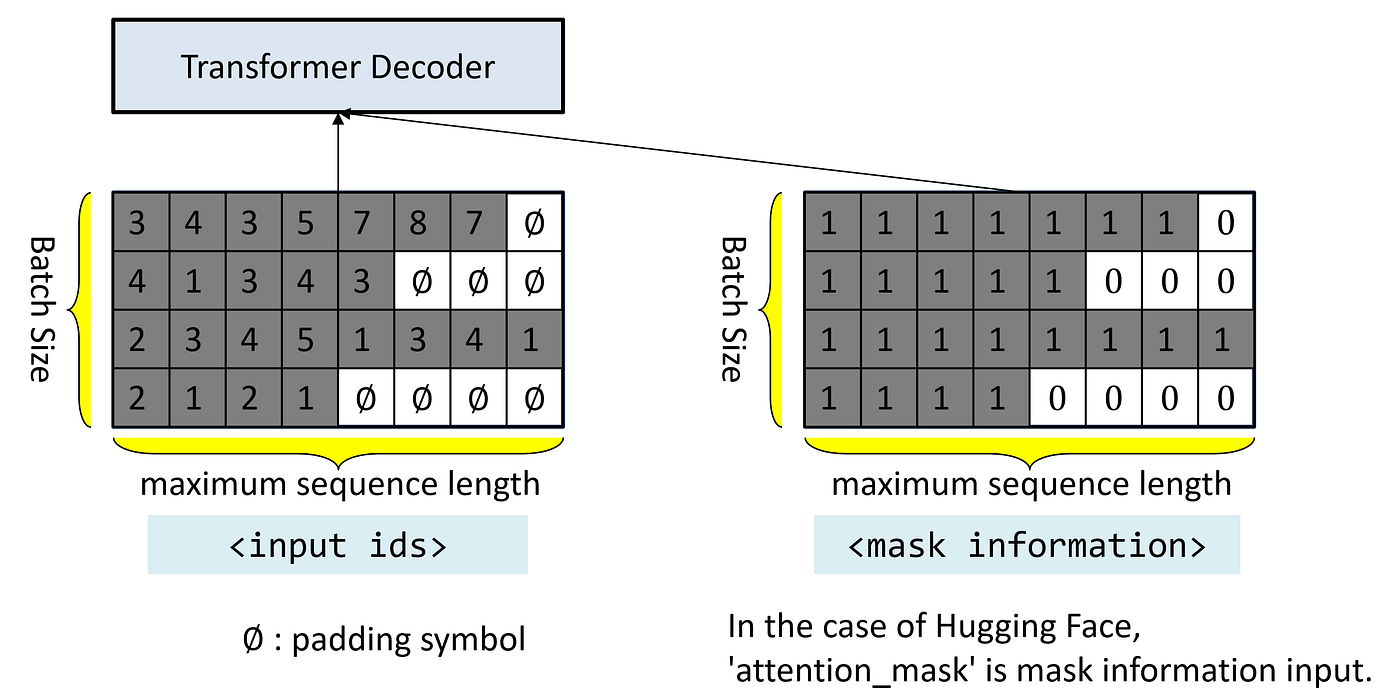 Transformer Decoder
Batch Size
3 4 3 5 7 8 7 Ø
4 1 3 4 3 Ø Ø Ø
2 3 4 5 1 3 4 1
2 1 2 1 Ø Ø Ø Ø
maximum sequence length
<input ids>
Ø : padding symbol
Batch Size
1 1 1 1 1 1 1 0
1 1 1 1 1 0 0 0
1 1 1 1 1 1 1 1
1 1 1 1 0 0 0 0
maximum sequence length
<mask information>
In the case of Hugging Face,
'attention_mask' is mask information input.